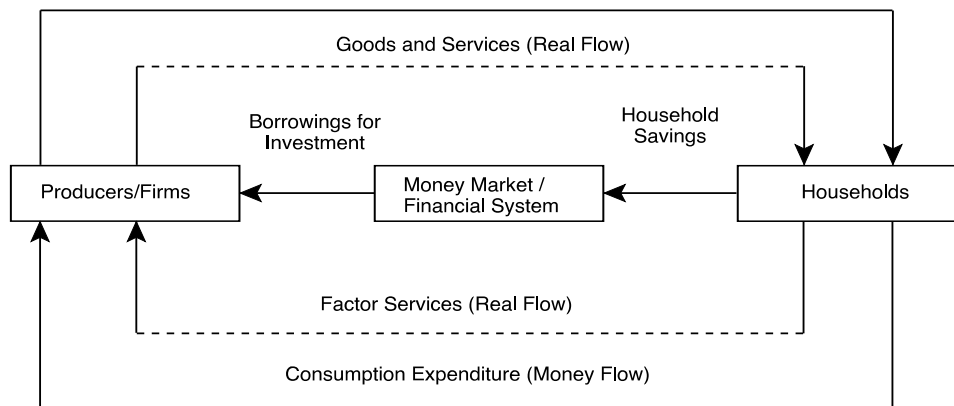 Goods and Services (Real Flow)
Borrowings for
Investment
Household
Savings
Producers/Firms
Money Market /
Financial System
Households
Factor Services (Real Flow)
Consumption Expenditure (Money Flow)